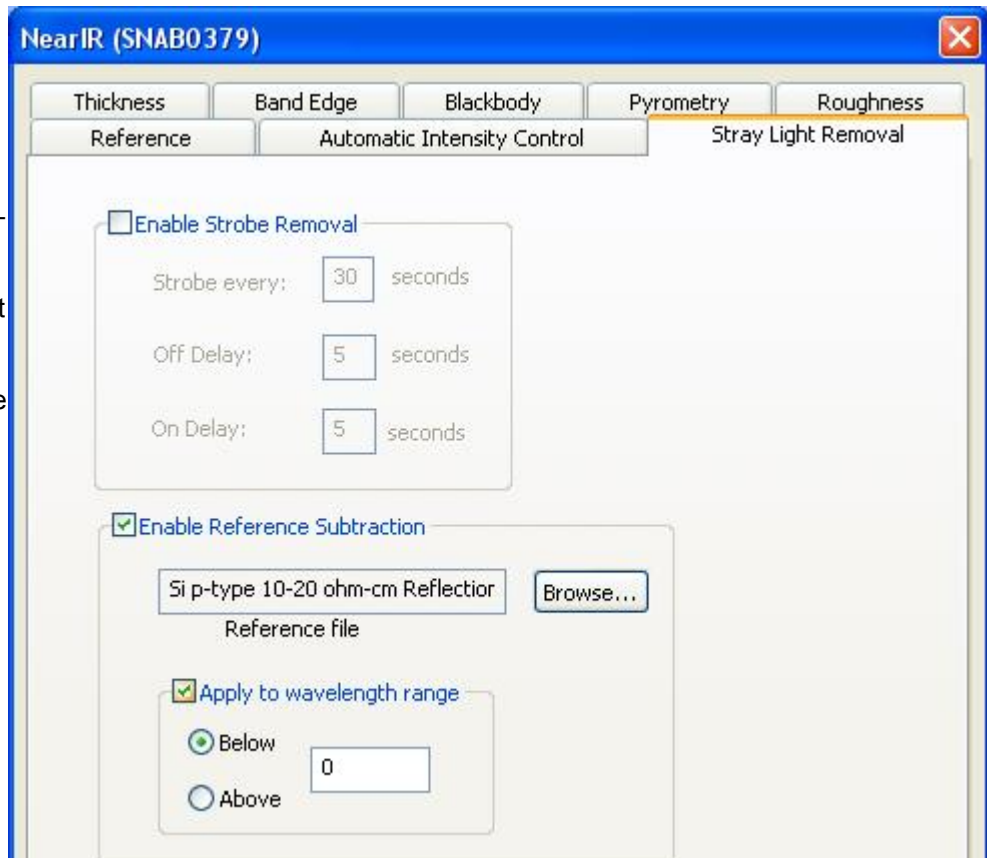 NearIR (SNAB0379)
Thickness Band Edge Blackbody Pyrometry Roughness
Reference Automatic Intensity Control Stray Light Removal
Enable Strobe Removal
Strobe every: 30 seconds
Off Delay: 5 seconds
On Delay: 5 seconds
Enable Reference Subtraction
Si p-type 10-20 ohm-cm Reflection Browse...
Reference file
Apply to wavelength range
Below
0
Above